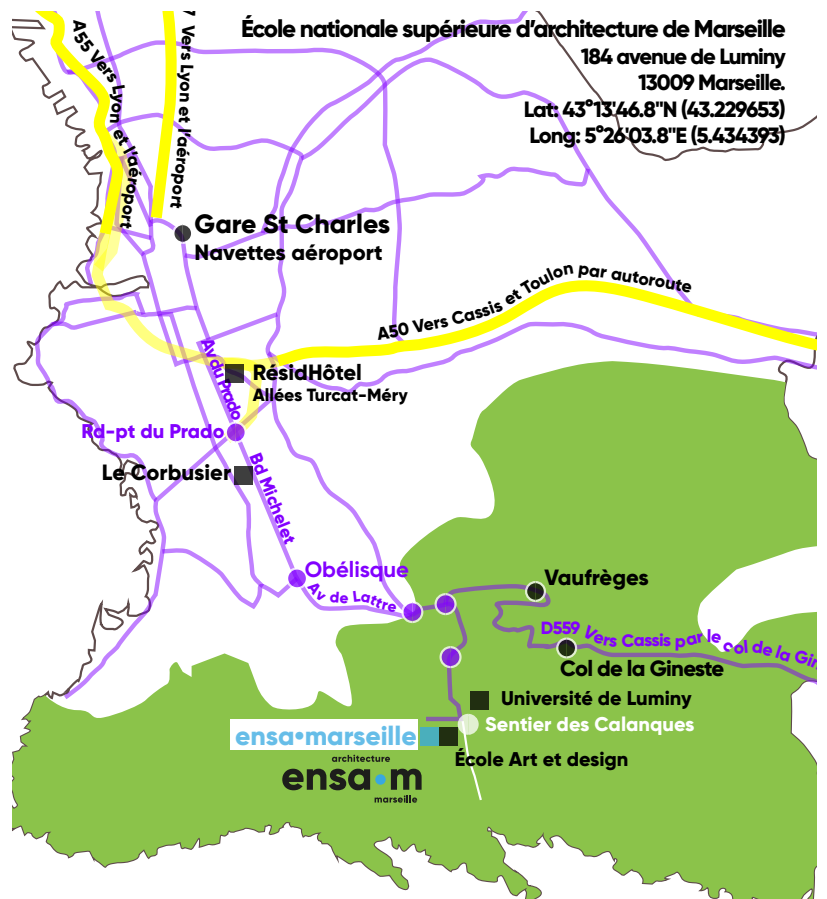 École nationale supérieure d'architecture de Marseille
184 avenue de Luminy
13009 Marseille.
Lat: 43°13'46.8"N (43.229653)
Long: 5°26'03.8"E (5.434393)
A55 Vers Lyon et l'aéroport
7 Vers Lyon et l'aéroport
Gare St Charles
Navettes aéroport
A50 Vers Cassis et Toulon par autoroute
Av du Prado
RésidHôtel
Allées Turcat-Méry
Rd-pt du Prado
Le Corbusier
Bd Michelet
Obélisque
Av de Lattre
Vaufrèges
D559 Vers Cassis par le col de la Gin
Col de la Gineste
Université de Luminy
Sentier des Calanques
ensa•marseille
École Art et design
architecture
ensa•m
marseille